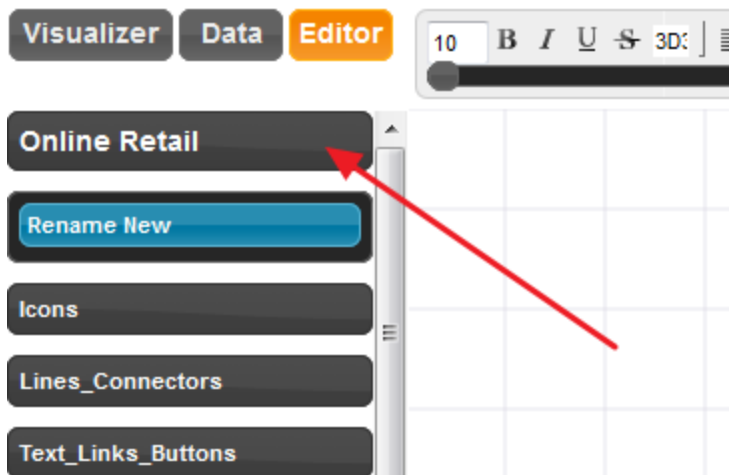 Visualizer Data Editor
10 B I U S 3D3
Online Retail
Rename New
Icons
Lines_Connectors
Text_Links_Buttons